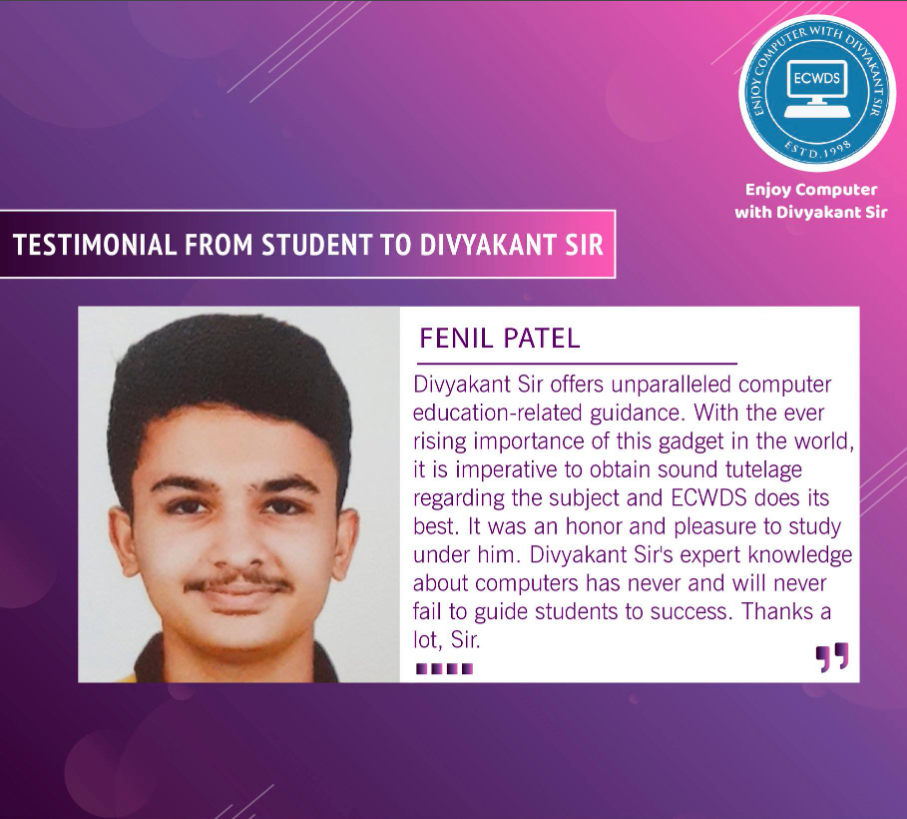 ENJOY COMPUTER WITH DIVYAKANT SIR
ECWDS
ESTD.1998
Enjoy Computer
with Divyakant Sir
TESTIMONIAL FROM STUDENT TO DIVYAKANT SIR
FENIL PATEL
Divyakant Sir offers unparalleled computer
education-related guidance. With the ever
rising importance of this gadget in the world,
it is imperative to obtain sound tutelage
regarding the subject and ECWDS does its
best. It was an honor and pleasure to study
under him. Divyakant Sir's expert knowledge
about computers has never and will never
fail to guide students to success. Thanks a
lot, Sir.
"